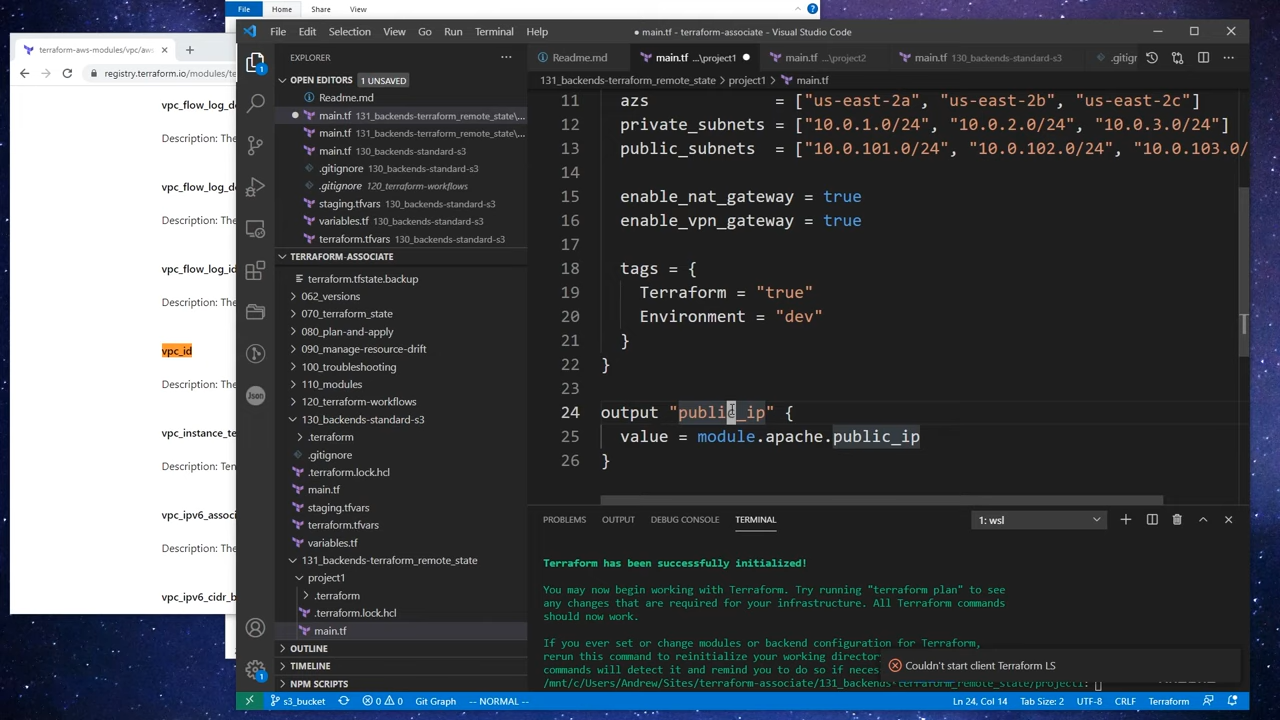 File Home Share View
terraform-aws-modules/vpc/aws
registry.terraform.io/modules/te
vpc_flow_log_de
Description: The
vpc_flow_log_de
Description: The
vpc_flow_log_id
Description: The
vpc_id
Description: The
vpc_instance_te
Description: Ten
vpc_ipv6_associ
Description: The
vpc_ipv6_cidr_b
File Edit Selection View Go Run Terminal Help
● main.tf - terraform-associate - Visual Studio Code
EXPLORER
OPEN EDITORS 1 UNSAVED
Readme.md
main.tf 131_backends-terraform_remote_state\...
main.tf 131_backends-terraform_remote_state\...
main.tf 130_backends-standard-s3
.gitignore 130_backends-standard-s3
.gitignore 120_terraform-workflows
staging.tfvars 130_backends-standard-s3
variables.tf 130_backends-standard-s3
terraform.tfvars 130_backends-standard-s3
TERRAFORM-ASSOCIATE
terraform.tfstate.backup
062_versions
070_terraform_state
080_plan-and-apply
090_manage-resource-drift
100_troubleshooting
110_modules
120_terraform-workflows
130_backends-standard-s3
.terraform
.gitignore
.terraform.lock.hcl
main.tf
staging.tfvars
terraform.tfvars
variables.tf
131_backends-terraform_remote_state
project1
.terraform
.terraform.lock.hcl
main.tf
OUTLINE
TIMELINE
NPM SCRIPTS
Json
Readme.md main.tf ...\project1 main.tf ...\project2 main.tf 130_backends-standard-s3 .gitign
131_backends-terraform_remote_state > project1 > main.tf
11 azs = ["us-east-2a", "us-east-2b", "us-east-2c"]
12 private_subnets = ["10.0.1.0/24", "10.0.2.0/24", "10.0.3.0/24"]
13 public_subnets = ["10.0.101.0/24", "10.0.102.0/24", "10.0.103.0/
14
15 enable_nat_gateway = true
16 enable_vpn_gateway = true
17
18 tags = {
19 Terraform = "true"
20 Environment = "dev"
21 }
22 }
23
24 output "public_ip" {
25 value = module.apache.public_ip
26 }
PROBLEMS OUTPUT DEBUG CONSOLE TERMINAL 1: wsl
Terraform has been successfully initialized!
You may now begin working with Terraform. Try running "terraform plan" to see
any changes that are required for your infrastructure. All Terraform commands
should now work.
If you ever set or change modules or backend configuration for Terraform,
rerun this command to reinitialize your working director
commands will detect it and remind you to do so if neces
/mnt/c/Users/Andrew/Sites/terraform-associate/131_backends-terraform_remote_state/project1:
Couldn't start client Terraform LS
s3_bucket 0 0 Git Graph -- NORMAL -- Ln 24, Col 14 Tab Size: 2 UTF-8 CRLF Terraform